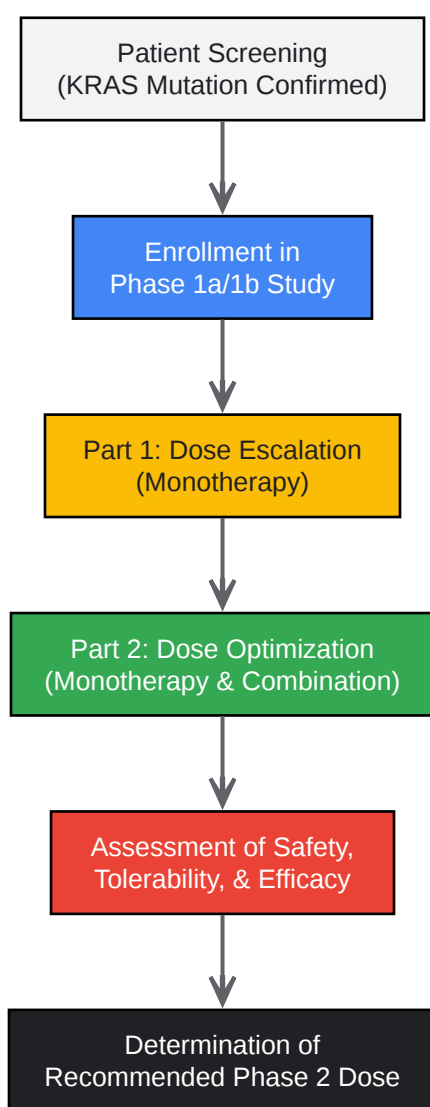 Patient Screening
(KRAS Mutation Confirmed)
Enrollment in
Phase 1a/1b Study
Part 1: Dose Escalation
(Monotherapy)
Part 2: Dose Optimization
(Monotherapy & Combination)
Assessment of Safety,
Tolerability, & Efficacy
Determination of
Recommended Phase 2 Dose